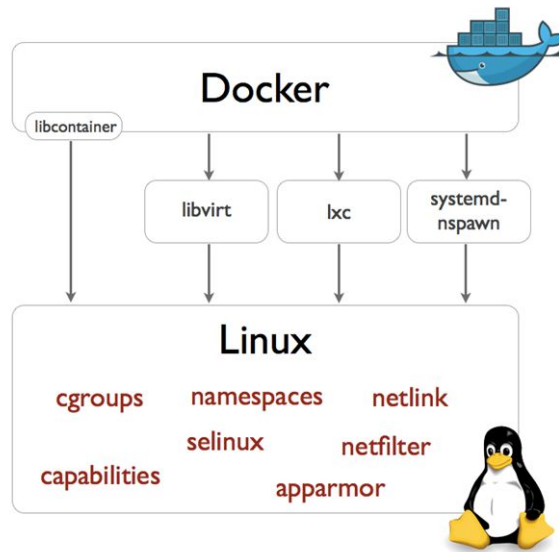 Docker
libcontainer
libvirt
lxc
systemd-
nspawn
Linux
cgroups
namespaces
netlink
selinux
netfilter
capabilities
apparmor